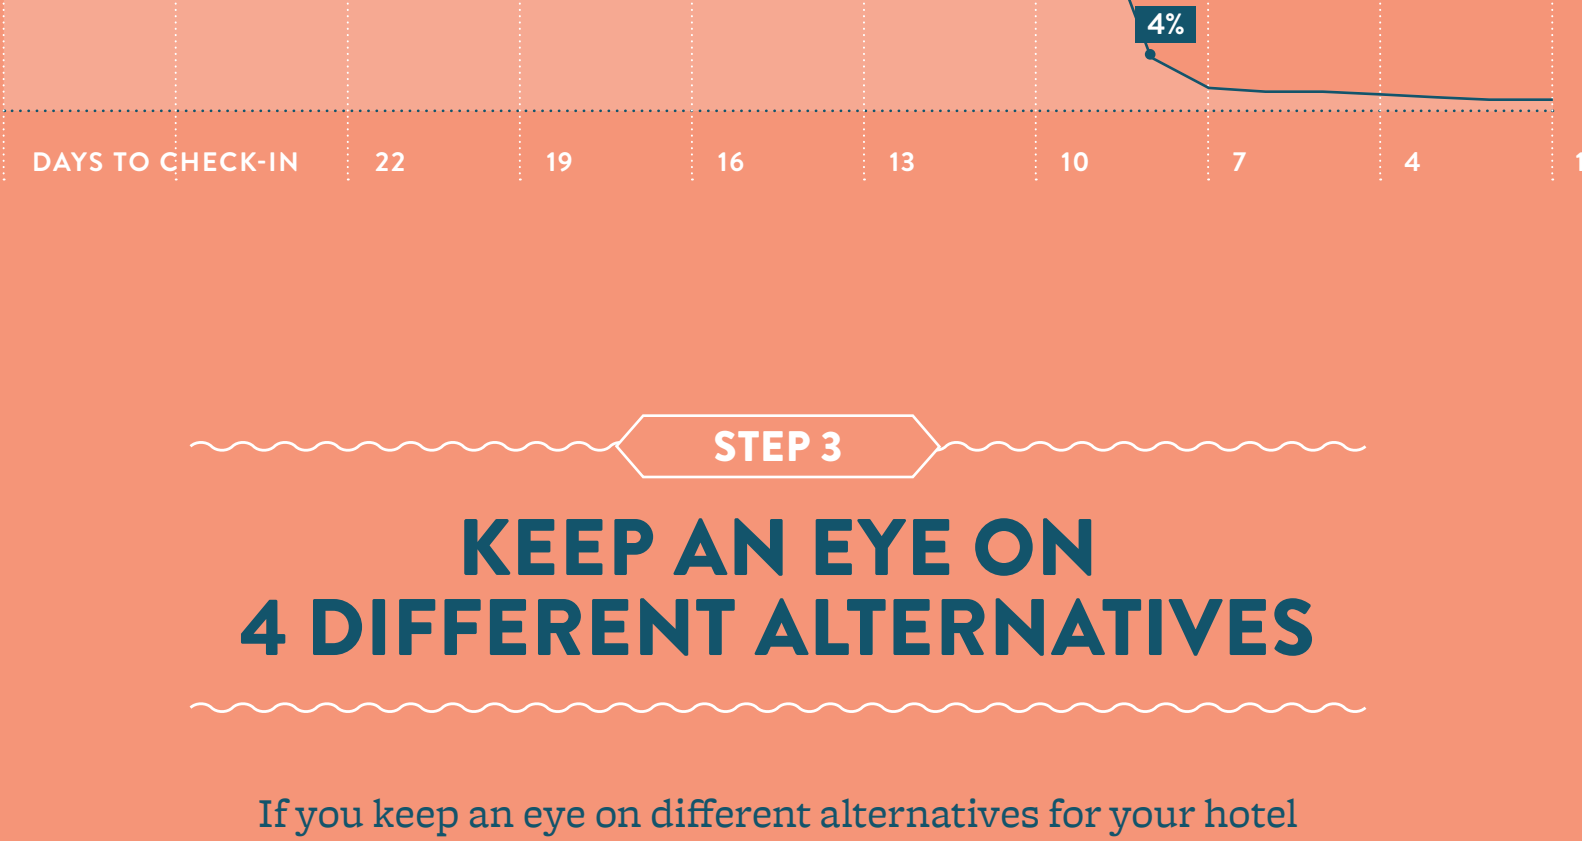 4%
DAYS TO CHECK-IN 22 19 16 13 10 7 4 1
STEP 3
KEEP AN EYE ON
4 DIFFERENT ALTERNATIVES
If you keep an eye on different alternatives for your hotel